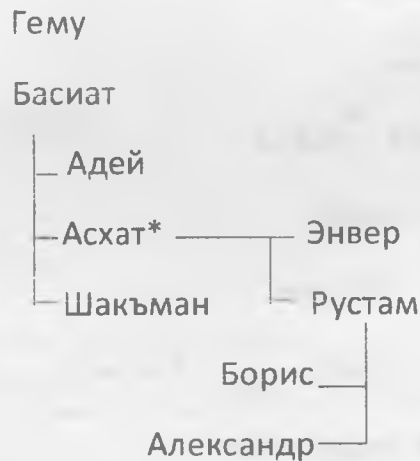 Гему
Басиат
Адей
Асхат* Энвер
Шакъман Рустам
Борис
Александр